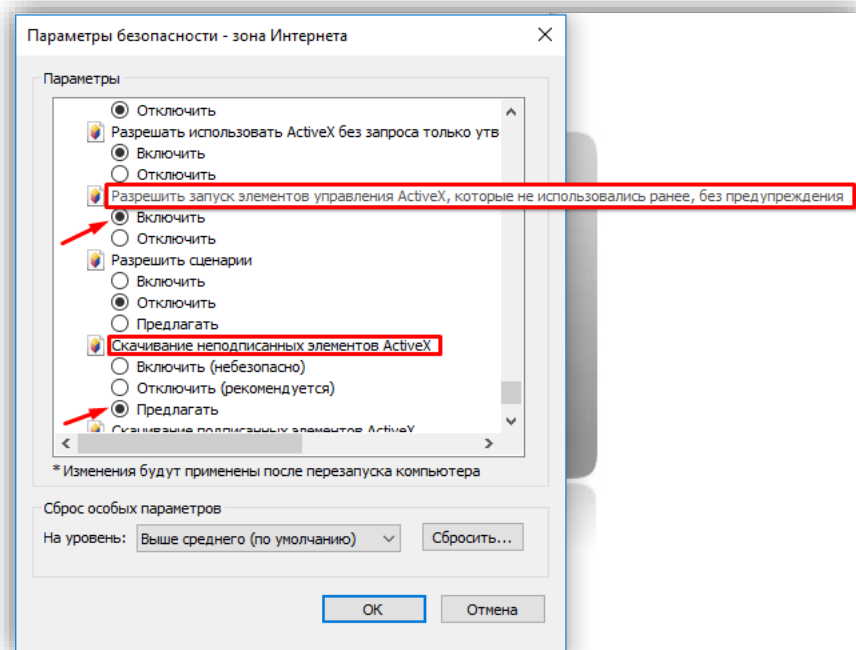 Параметры безопасности - зона Интернета
Параметры
Отключить
Разрешать использовать ActiveX без запроса только утв
Включить
Отключить
Разрешить запуск элементов управления ActiveX, которые не использовались ранее, без предупреждения
Включить
Отключить
Разрешить сценарии
Включить
Отключить
Предлагать
Скачивание неподписанных элементов ActiveX
Включить (небезопасно)
Отключить (рекомендуется)
Предлагать
Скачивание подписанных элементов ActiveX
* Изменения будут применены после перезапуска компьютера
Сброс особых параметров
На уровень: Выше среднего (по умолчанию) Сбросить...
ОК Отмена